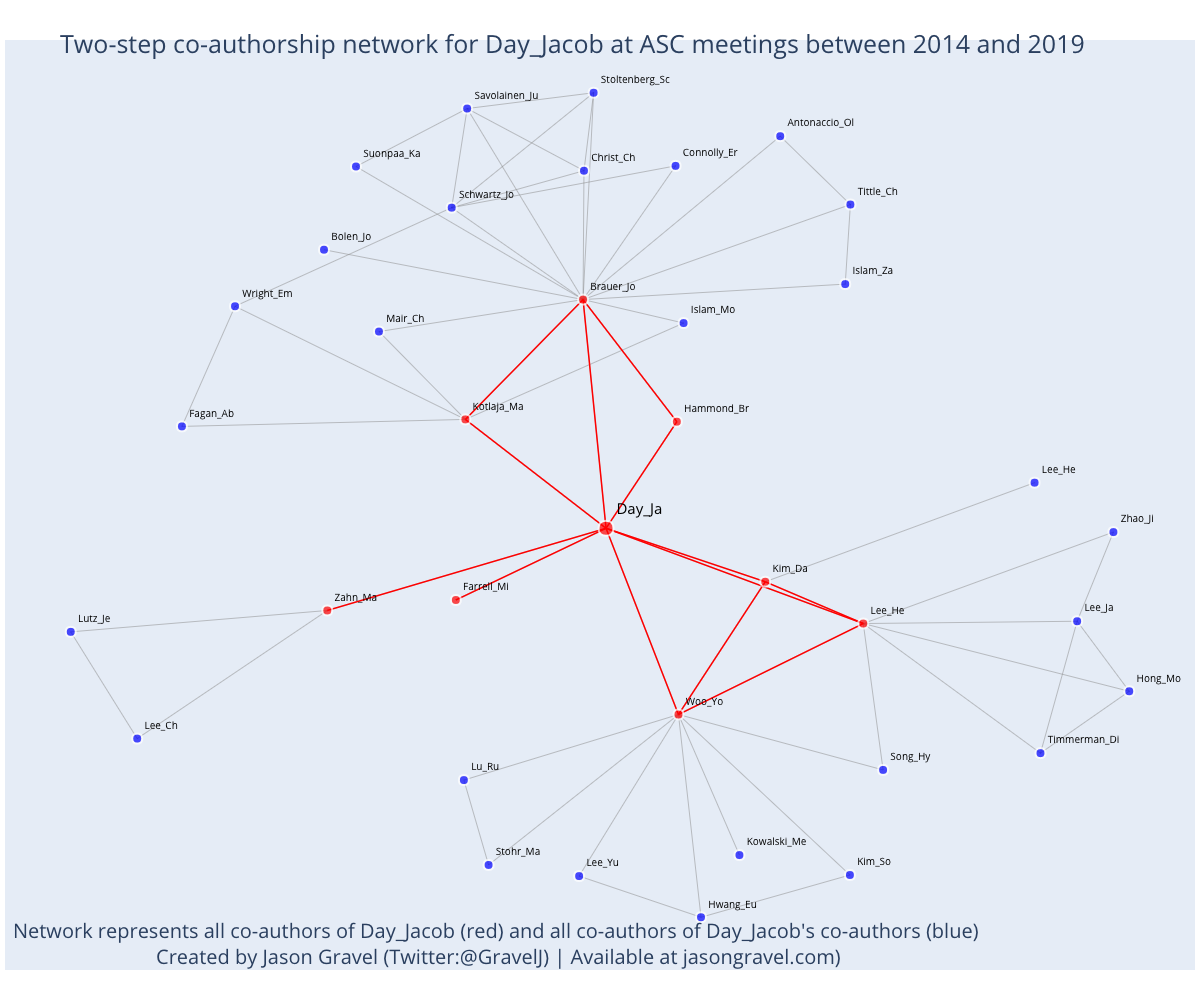 Two-step co-authorship network for Day_Jacob at ASC meetings between 2014 and 2019
Stoltenberg_Sc
Savolainen_Ju
Antonaccio_Ol
Suonpaa_Ka
Christ_Ch
Connolly_Er
Schwartz_Jo
Tittle_Ch
Bolen_Jo
Islam_Za
Wright_Em
Brauer_Jo
Mair_Ch
Islam_Mo
Fagan_Ab
Kotlaja_Ma
Hammond_Br
Lee_He
Day_Ja
Zhao_Ji
Kim_Da
Farrell_Mi
Zahn_Ma
Lee_He
Lee_Ja
Lutz_Je
Hong_Mo
Woo_Yo
Lee_Ch
Timmerman_Di
Song_Hy
Lu_Ru
Kowalski_Me
Stohr_Ma
Lee_Yu
Kim_So
Hwang_Eu
Network represents all co-authors of Day_Jacob (red) and all co-authors of Day_Jacob's co-authors (blue)
Created by Jason Gravel (Twitter:@GravelJ) | Available at jasongravel.com)